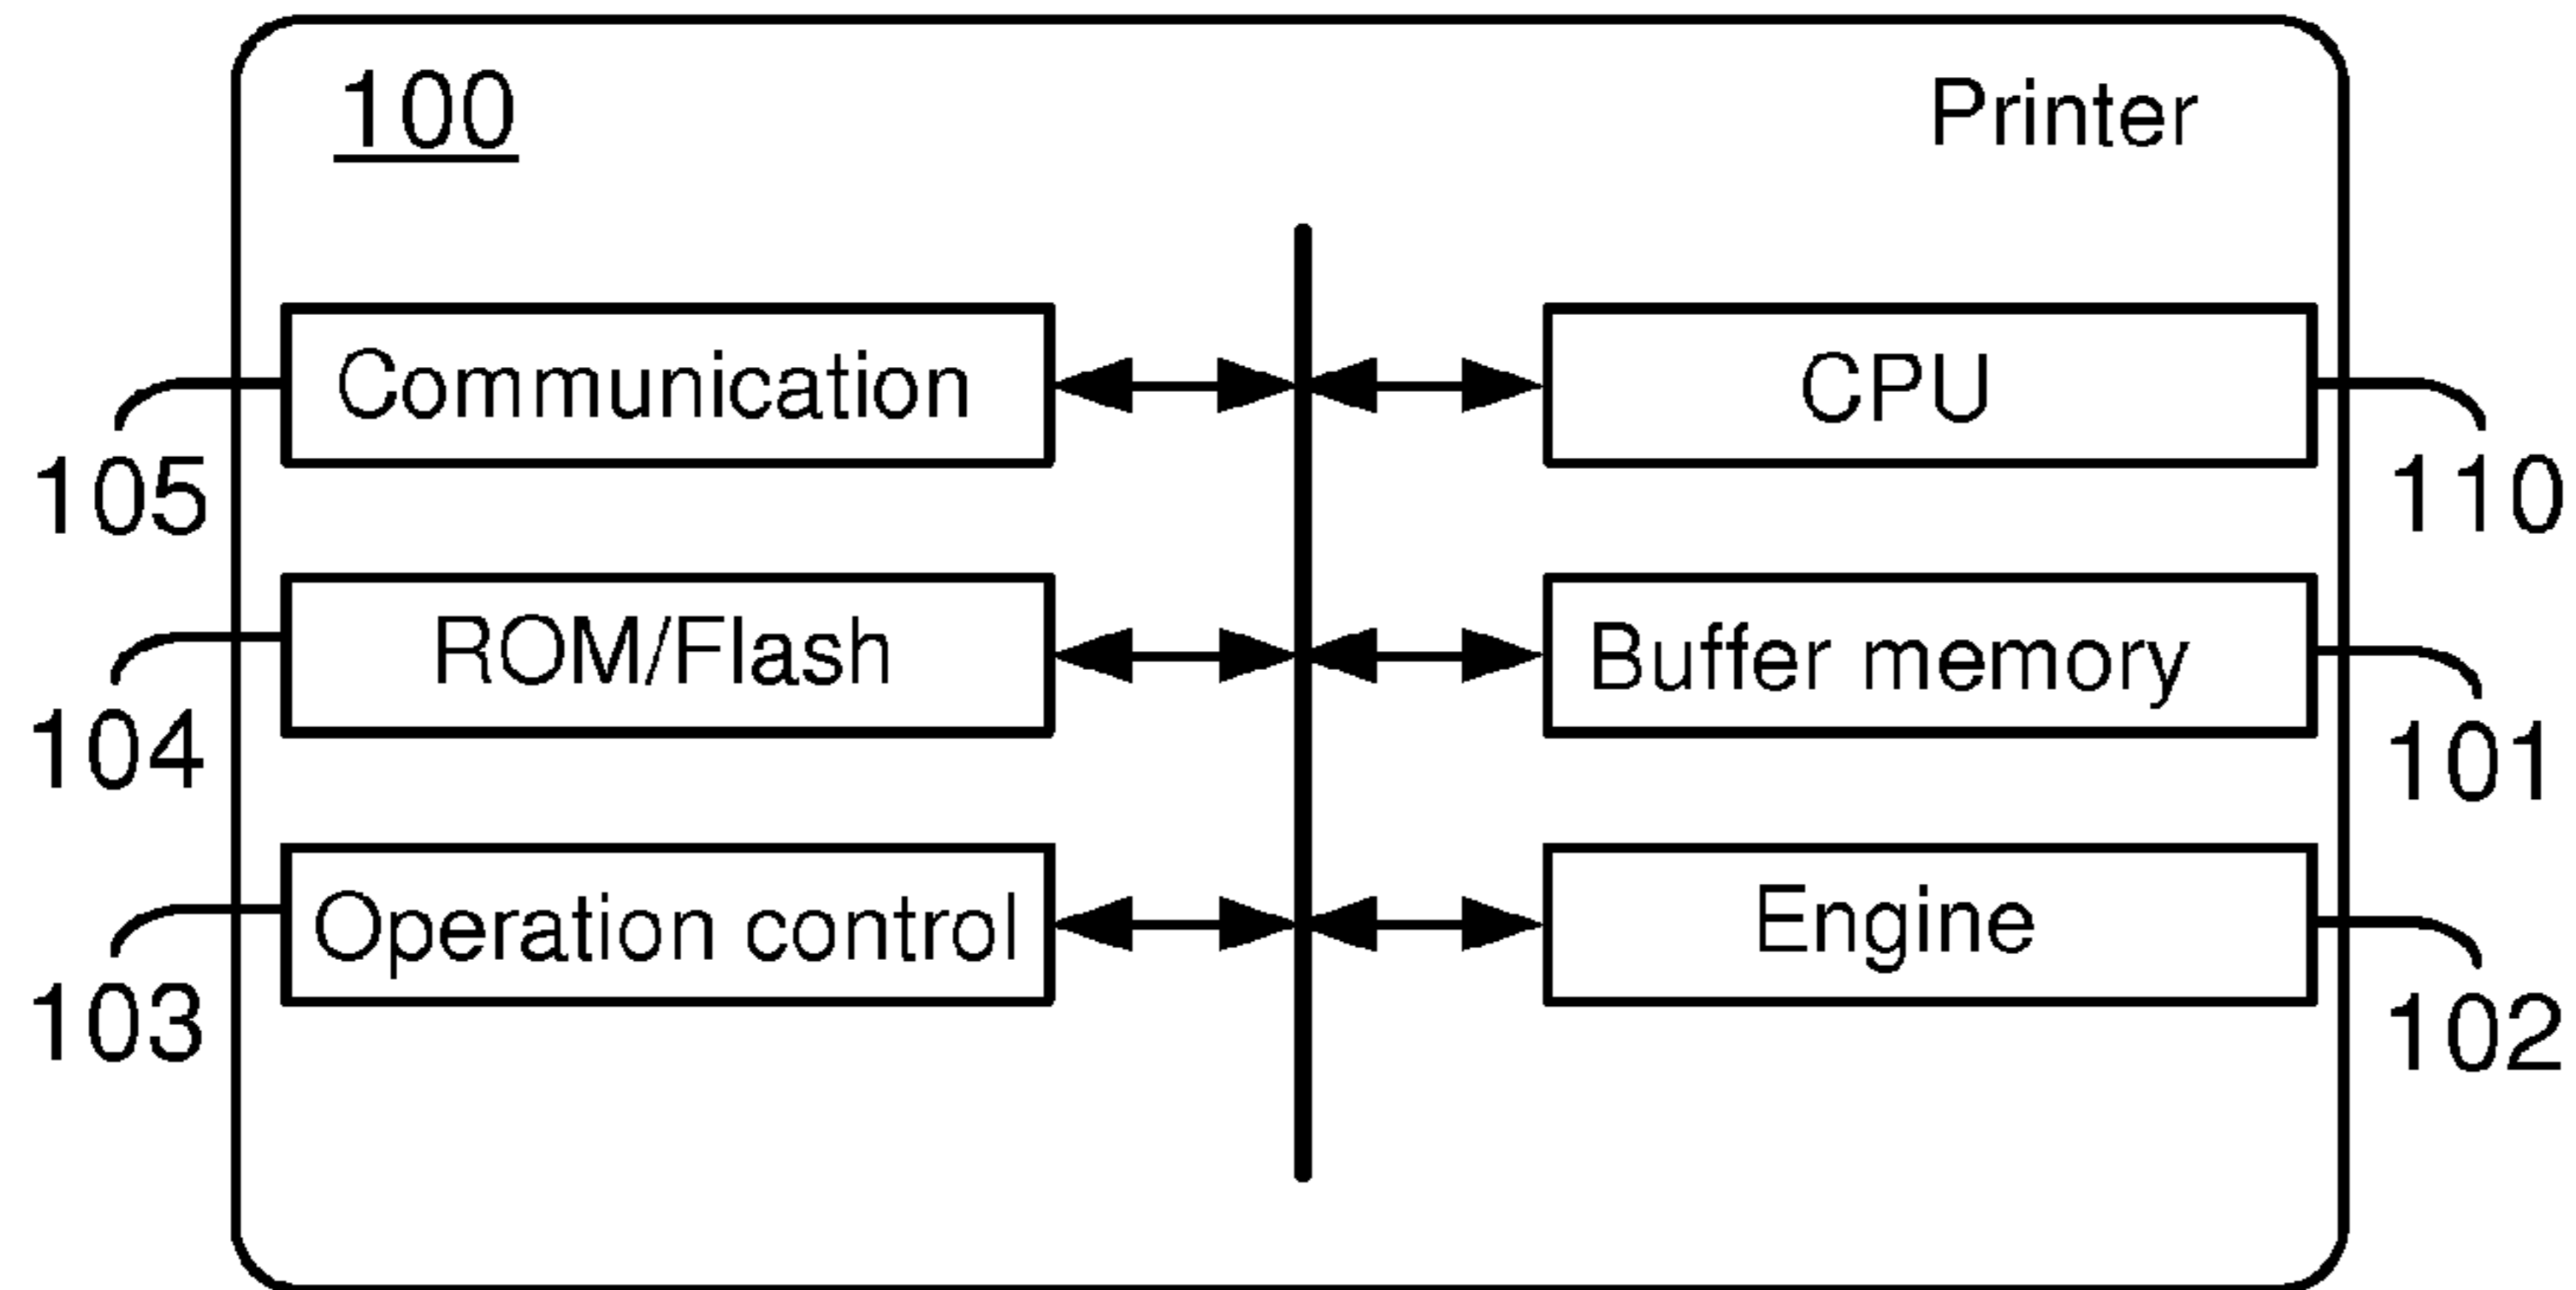 100
Printer
Communication
CPU
105
110
ROM/Flash
Buffer memory
104
101
Operation control
Engine
103
102